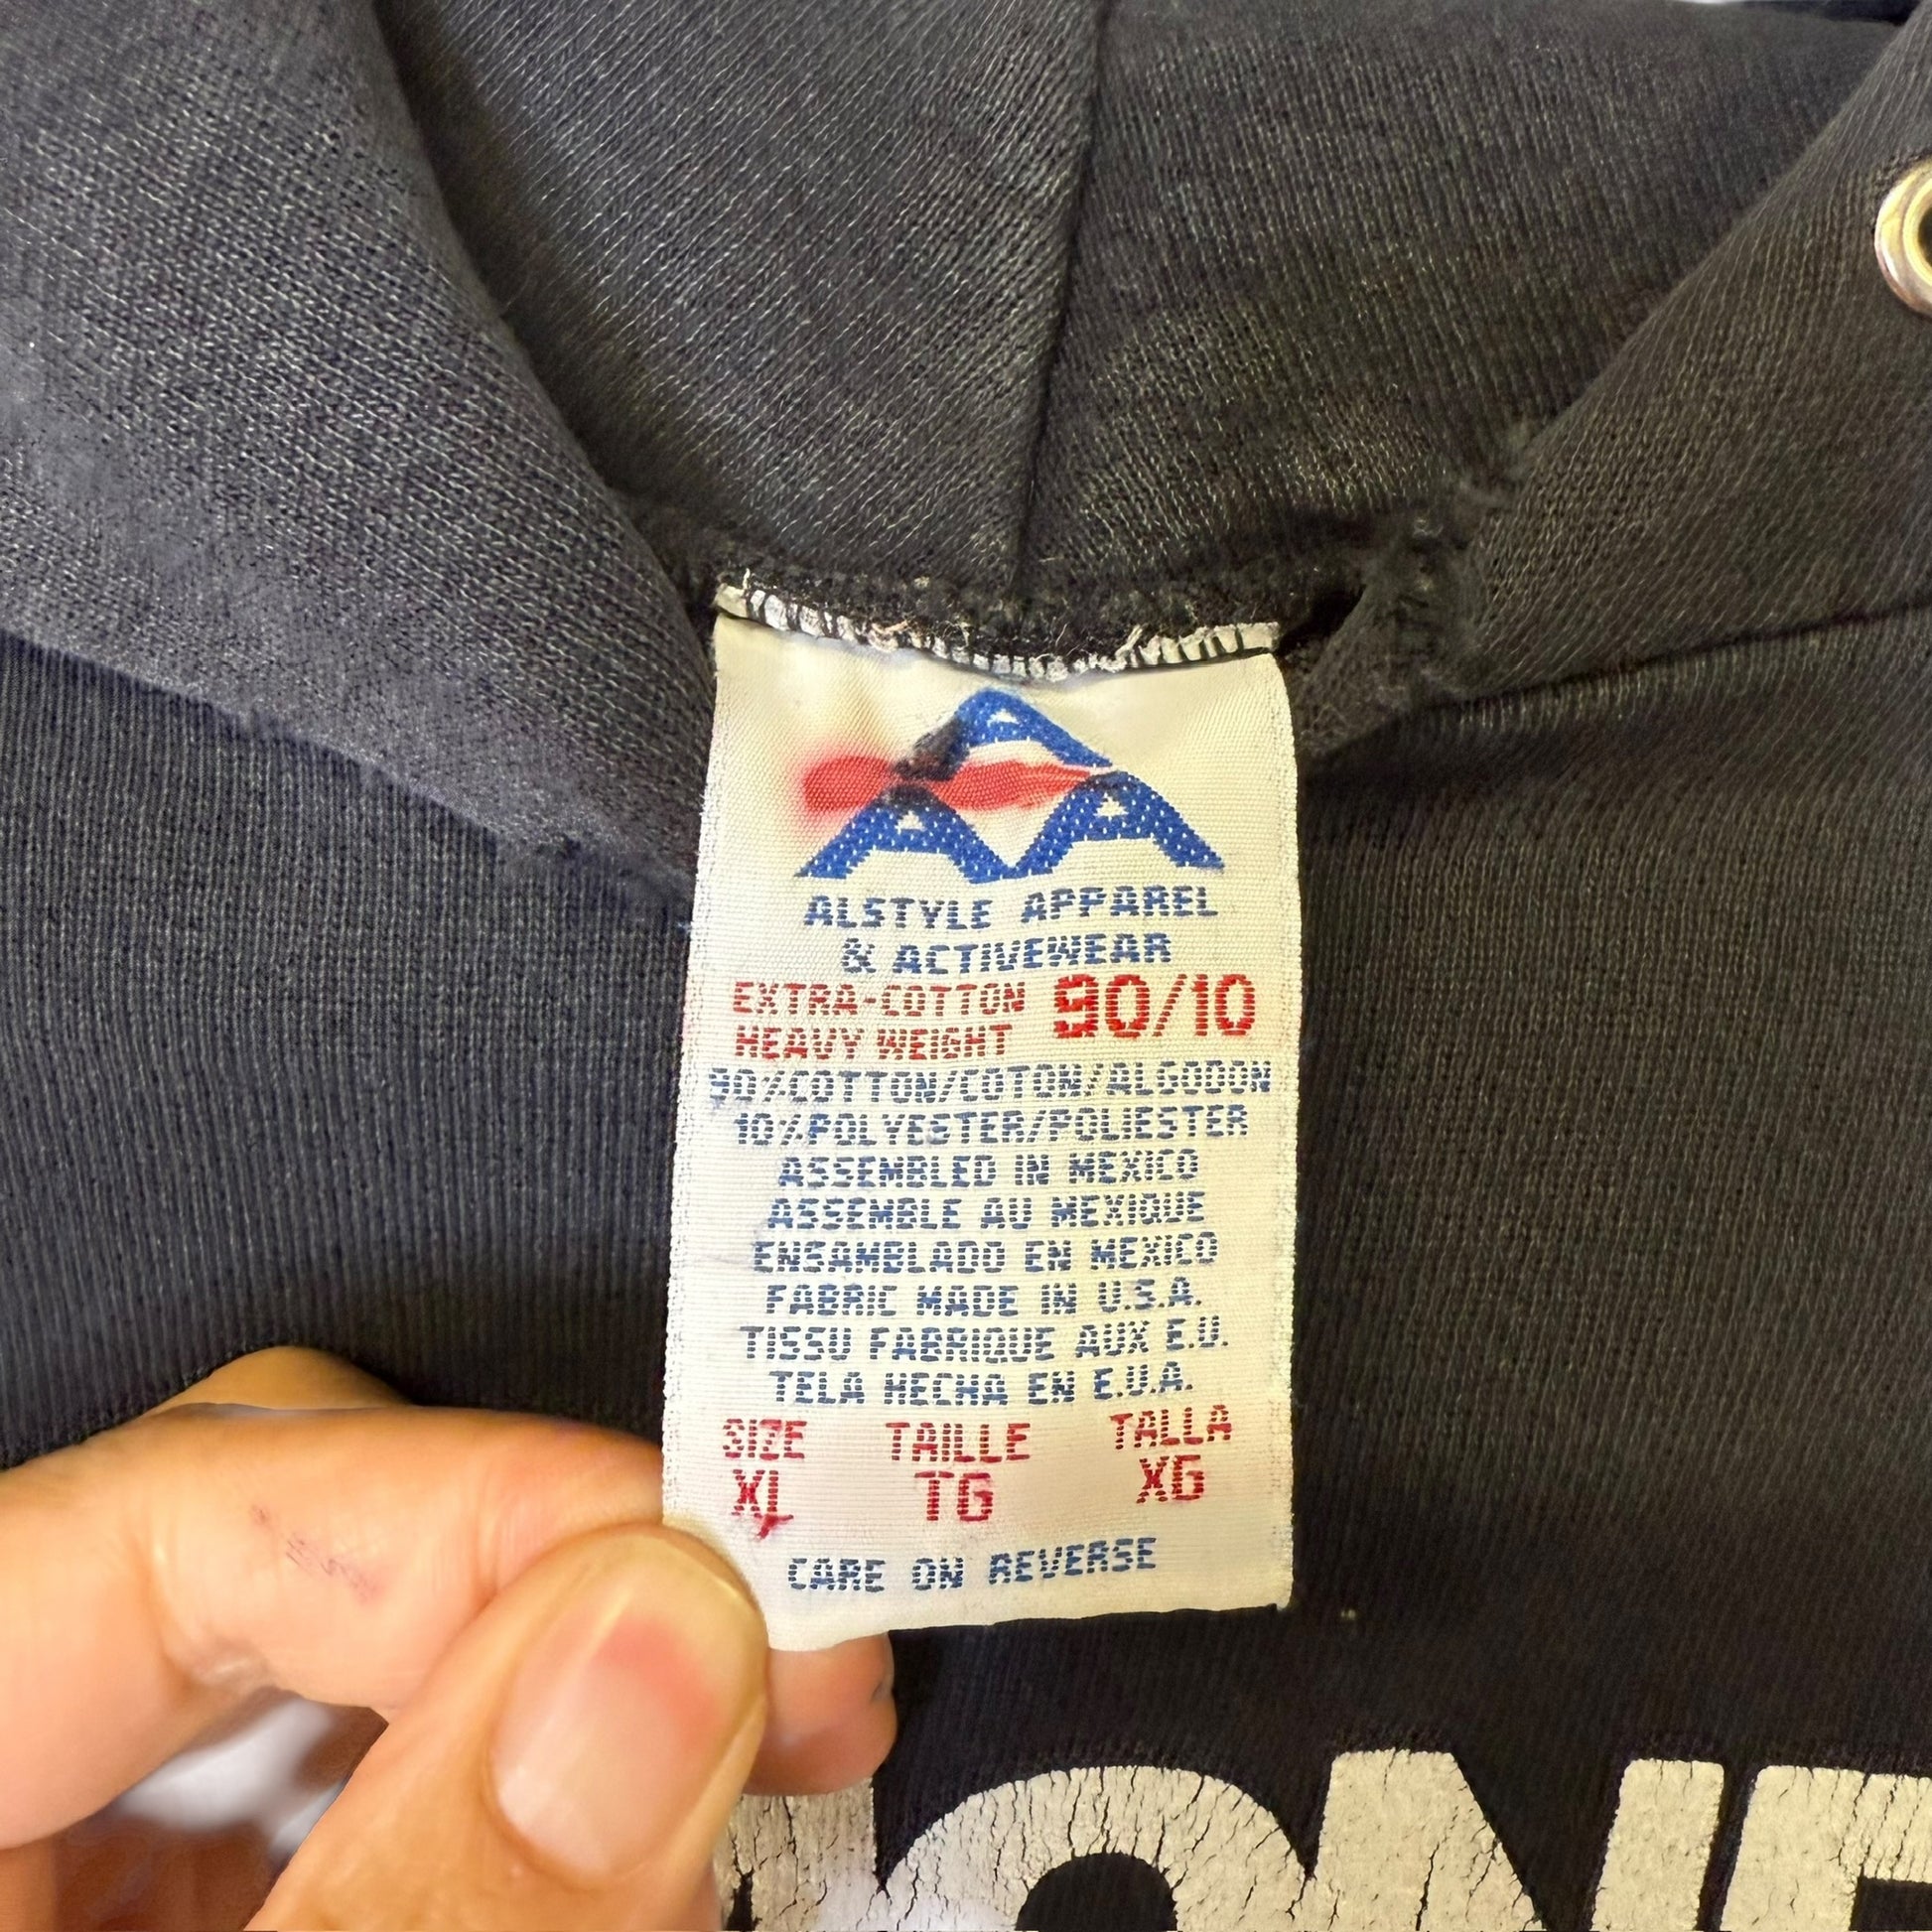 AAA
ALSTYLE APPAREL
& ACTIVEWEAR
EXTRA-COTTON 90/10
HEAVY WEIGHT
90%COTTON/COTON/ALGODON
10%POLYESTER/POLIESTER
ASSEMBLED IN MEXICO
ASSEMBLE AU MEXIQUE
ENSAMBLADO EN MEXICO
FABRIC MADE IN U.S.A.
TISSU FABRIQUE AUX E.U.
TELA HECHA EN E.U.A.
SIZE TAILLE TALLA
XL TG XG
CARE ON REVERSE